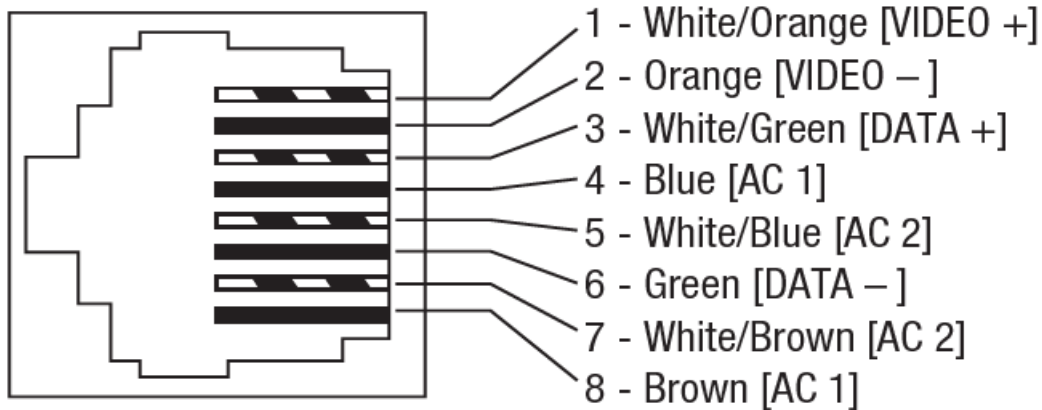 1 - White/Orange [VIDEO +]
2 - Orange [VIDEO – ]
3 - White/Green [DATA +]
4 - Blue [AC 1]
5 - White/Blue [AC 2]
6 - Green [DATA – ]
7 - White/Brown [AC 2]
8 - Brown [AC 1]